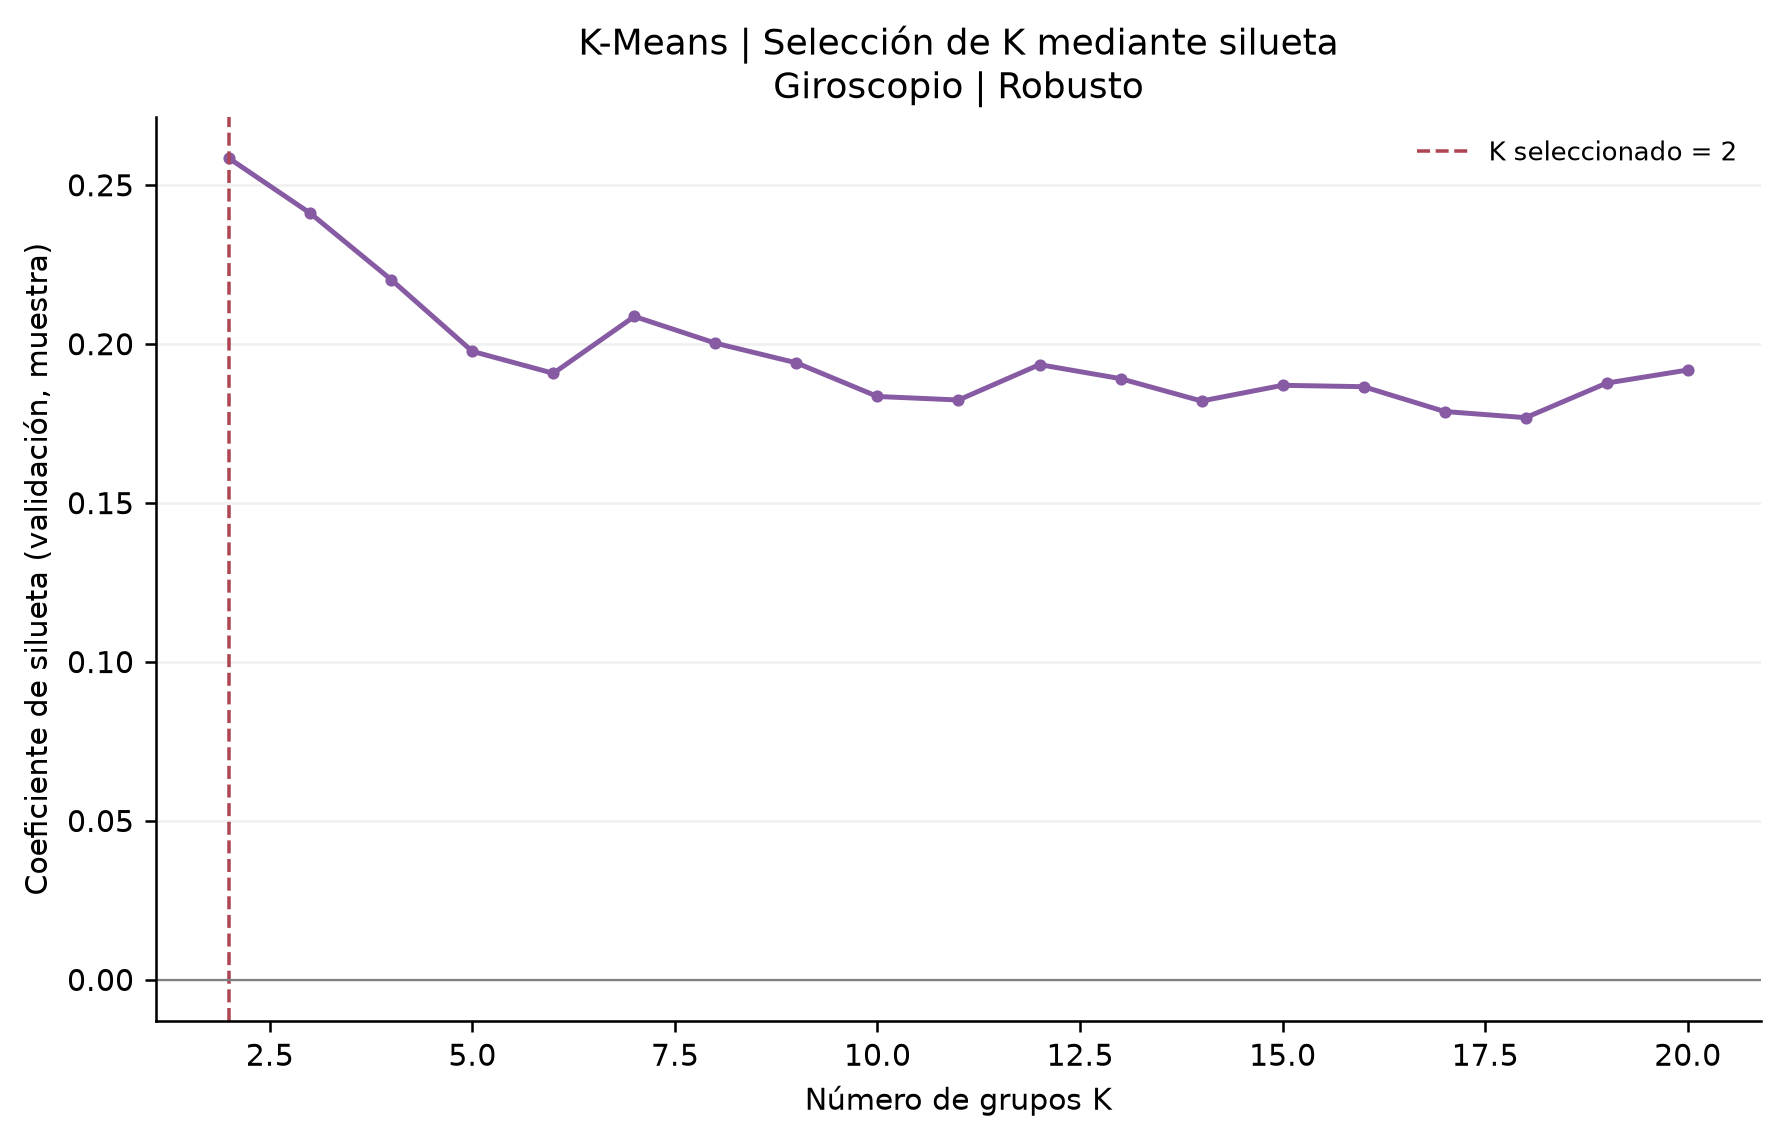 K-Means | Selección de K mediante silueta
Giroscopio | Robusto
K seleccionado = 2
Coeficiente de silueta (validación, muestra)
0.25
0.20
0.15
0.10
0.05
0.00
2.5 5.0 7.5 10.0 12.5 15.0 17.5 20.0
Número de grupos K